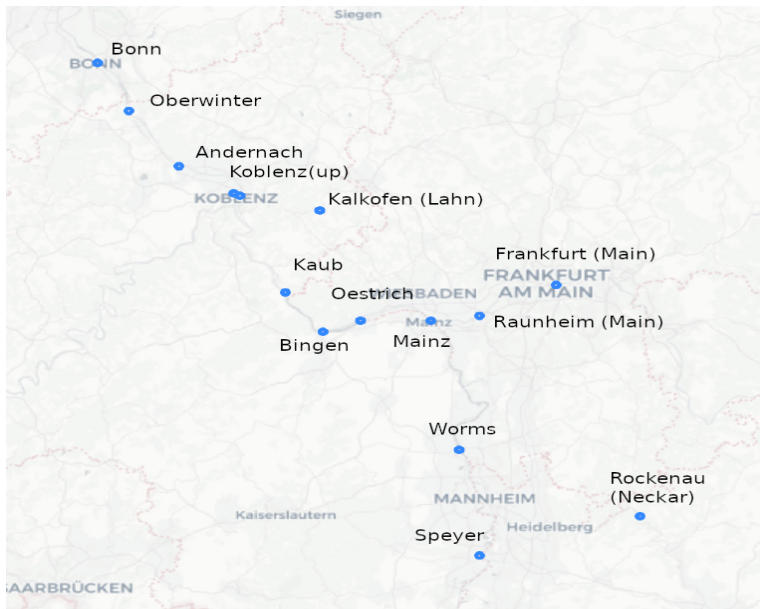 Siegen
Bonn
BONN
Oberwinter
Andernach
Koblenz(up)
KOBLENZ
Kalkofen (Lahn)
Kaub
Frankfurt (Main)
FRANKFURT
AM MAIN
Oestrich
WIESBADEN
Mainz
Raunheim (Main)
Bingen
Mainz
Worms
Rockenau
(Neckar)
MANNHEIM
Kaiserslautern
Heidelberg
Speyer
SAARBRÜCKEN